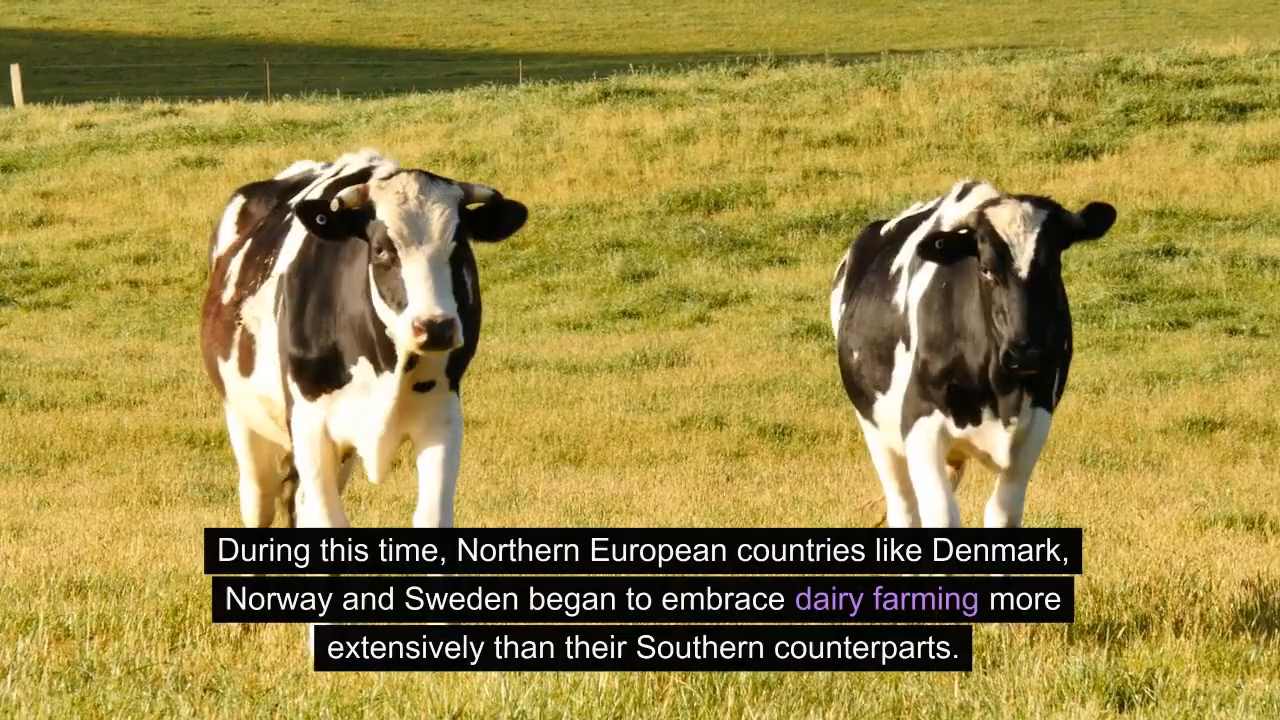 During this time, Northern European countries like Denmark,
Norway and Sweden began to embrace dairy farming more
extensively than their Southern counterparts.